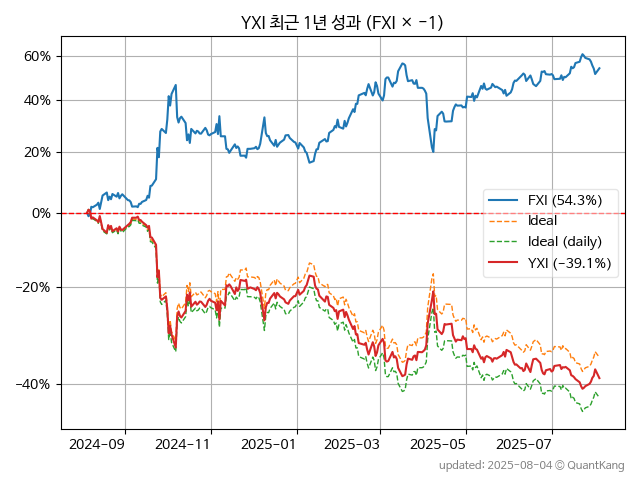 YXI 최근 1년 성과 (FXI × −1)
60%
40%
20%
0%
−20%
−40%
FXI (54.3%)
Ideal
Ideal (daily)
YXI (−39.1%)
2024−09
2024−11
2025−01
2025−03
2025−05
2025−07
updated: 2025-08-04 © QuantKang